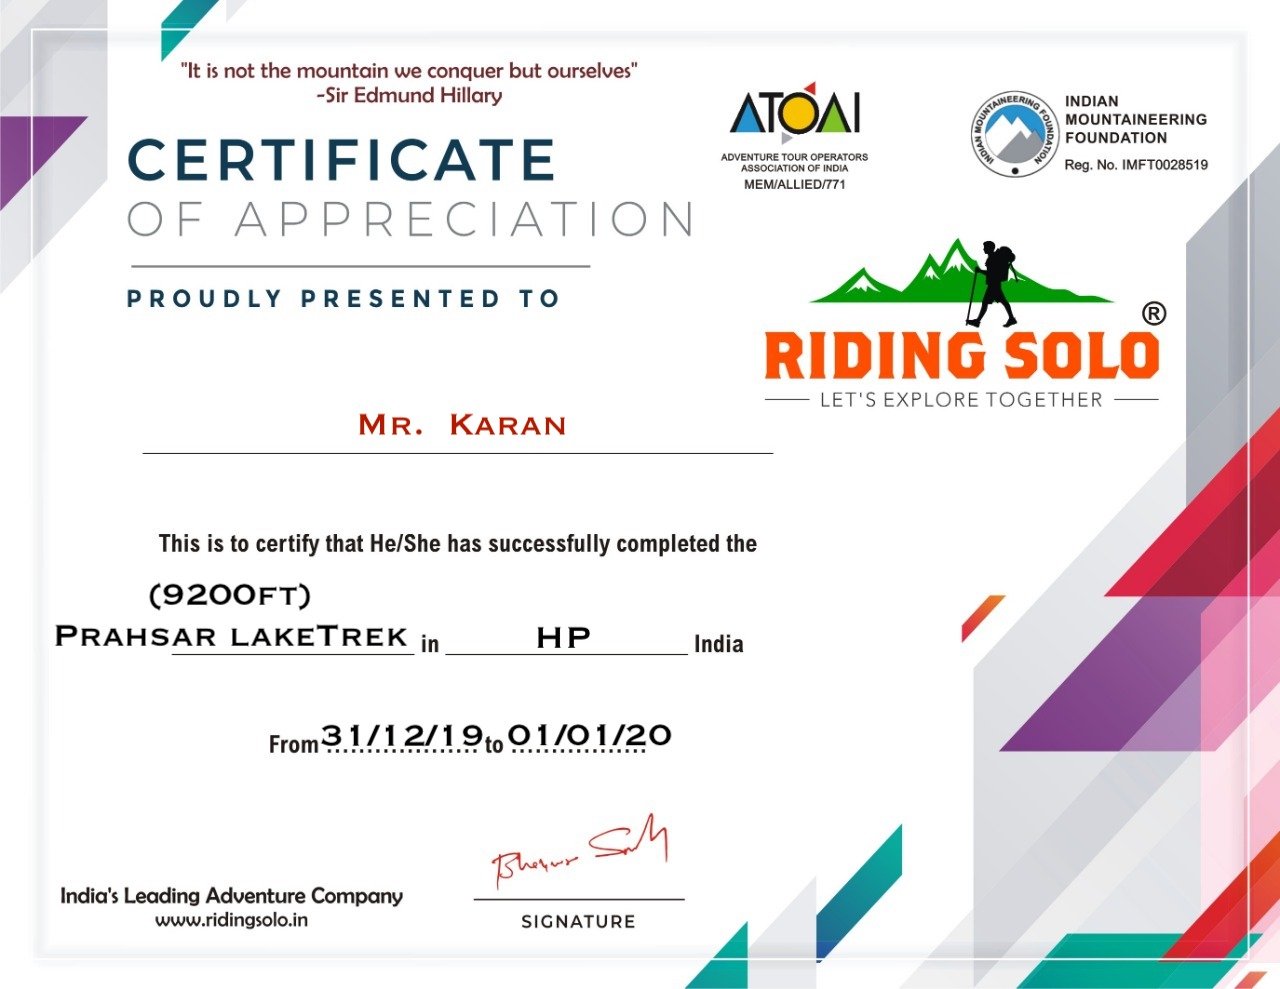 "It is not the mountain we conquer but ourselves"
-Sir Edmund Hillary
CERTIFICATE
OF APPRECIATION
PROUDLY PRESENTED TO
ATOAI
ADVENTURE TOUR OPERATORS
ASSOCIATION OF INDIA
MEM/ALLIED/771
INDIAN MOUNTAINEERING FOUNDATION
INDIAN
MOUNTAINEERING
FOUNDATION
Reg. No. IMFT0028519
RIDING SOLO ®
LET'S EXPLORE TOGETHER
MR. KARAN
This is to certify that He/She has successfully completed the
(9200FT)
PRAHSAR LAKETREK in HP India
From 31/12/19 to 01/01/20
India's Leading Adventure Company
www.ridingsolo.in
SIGNATURE